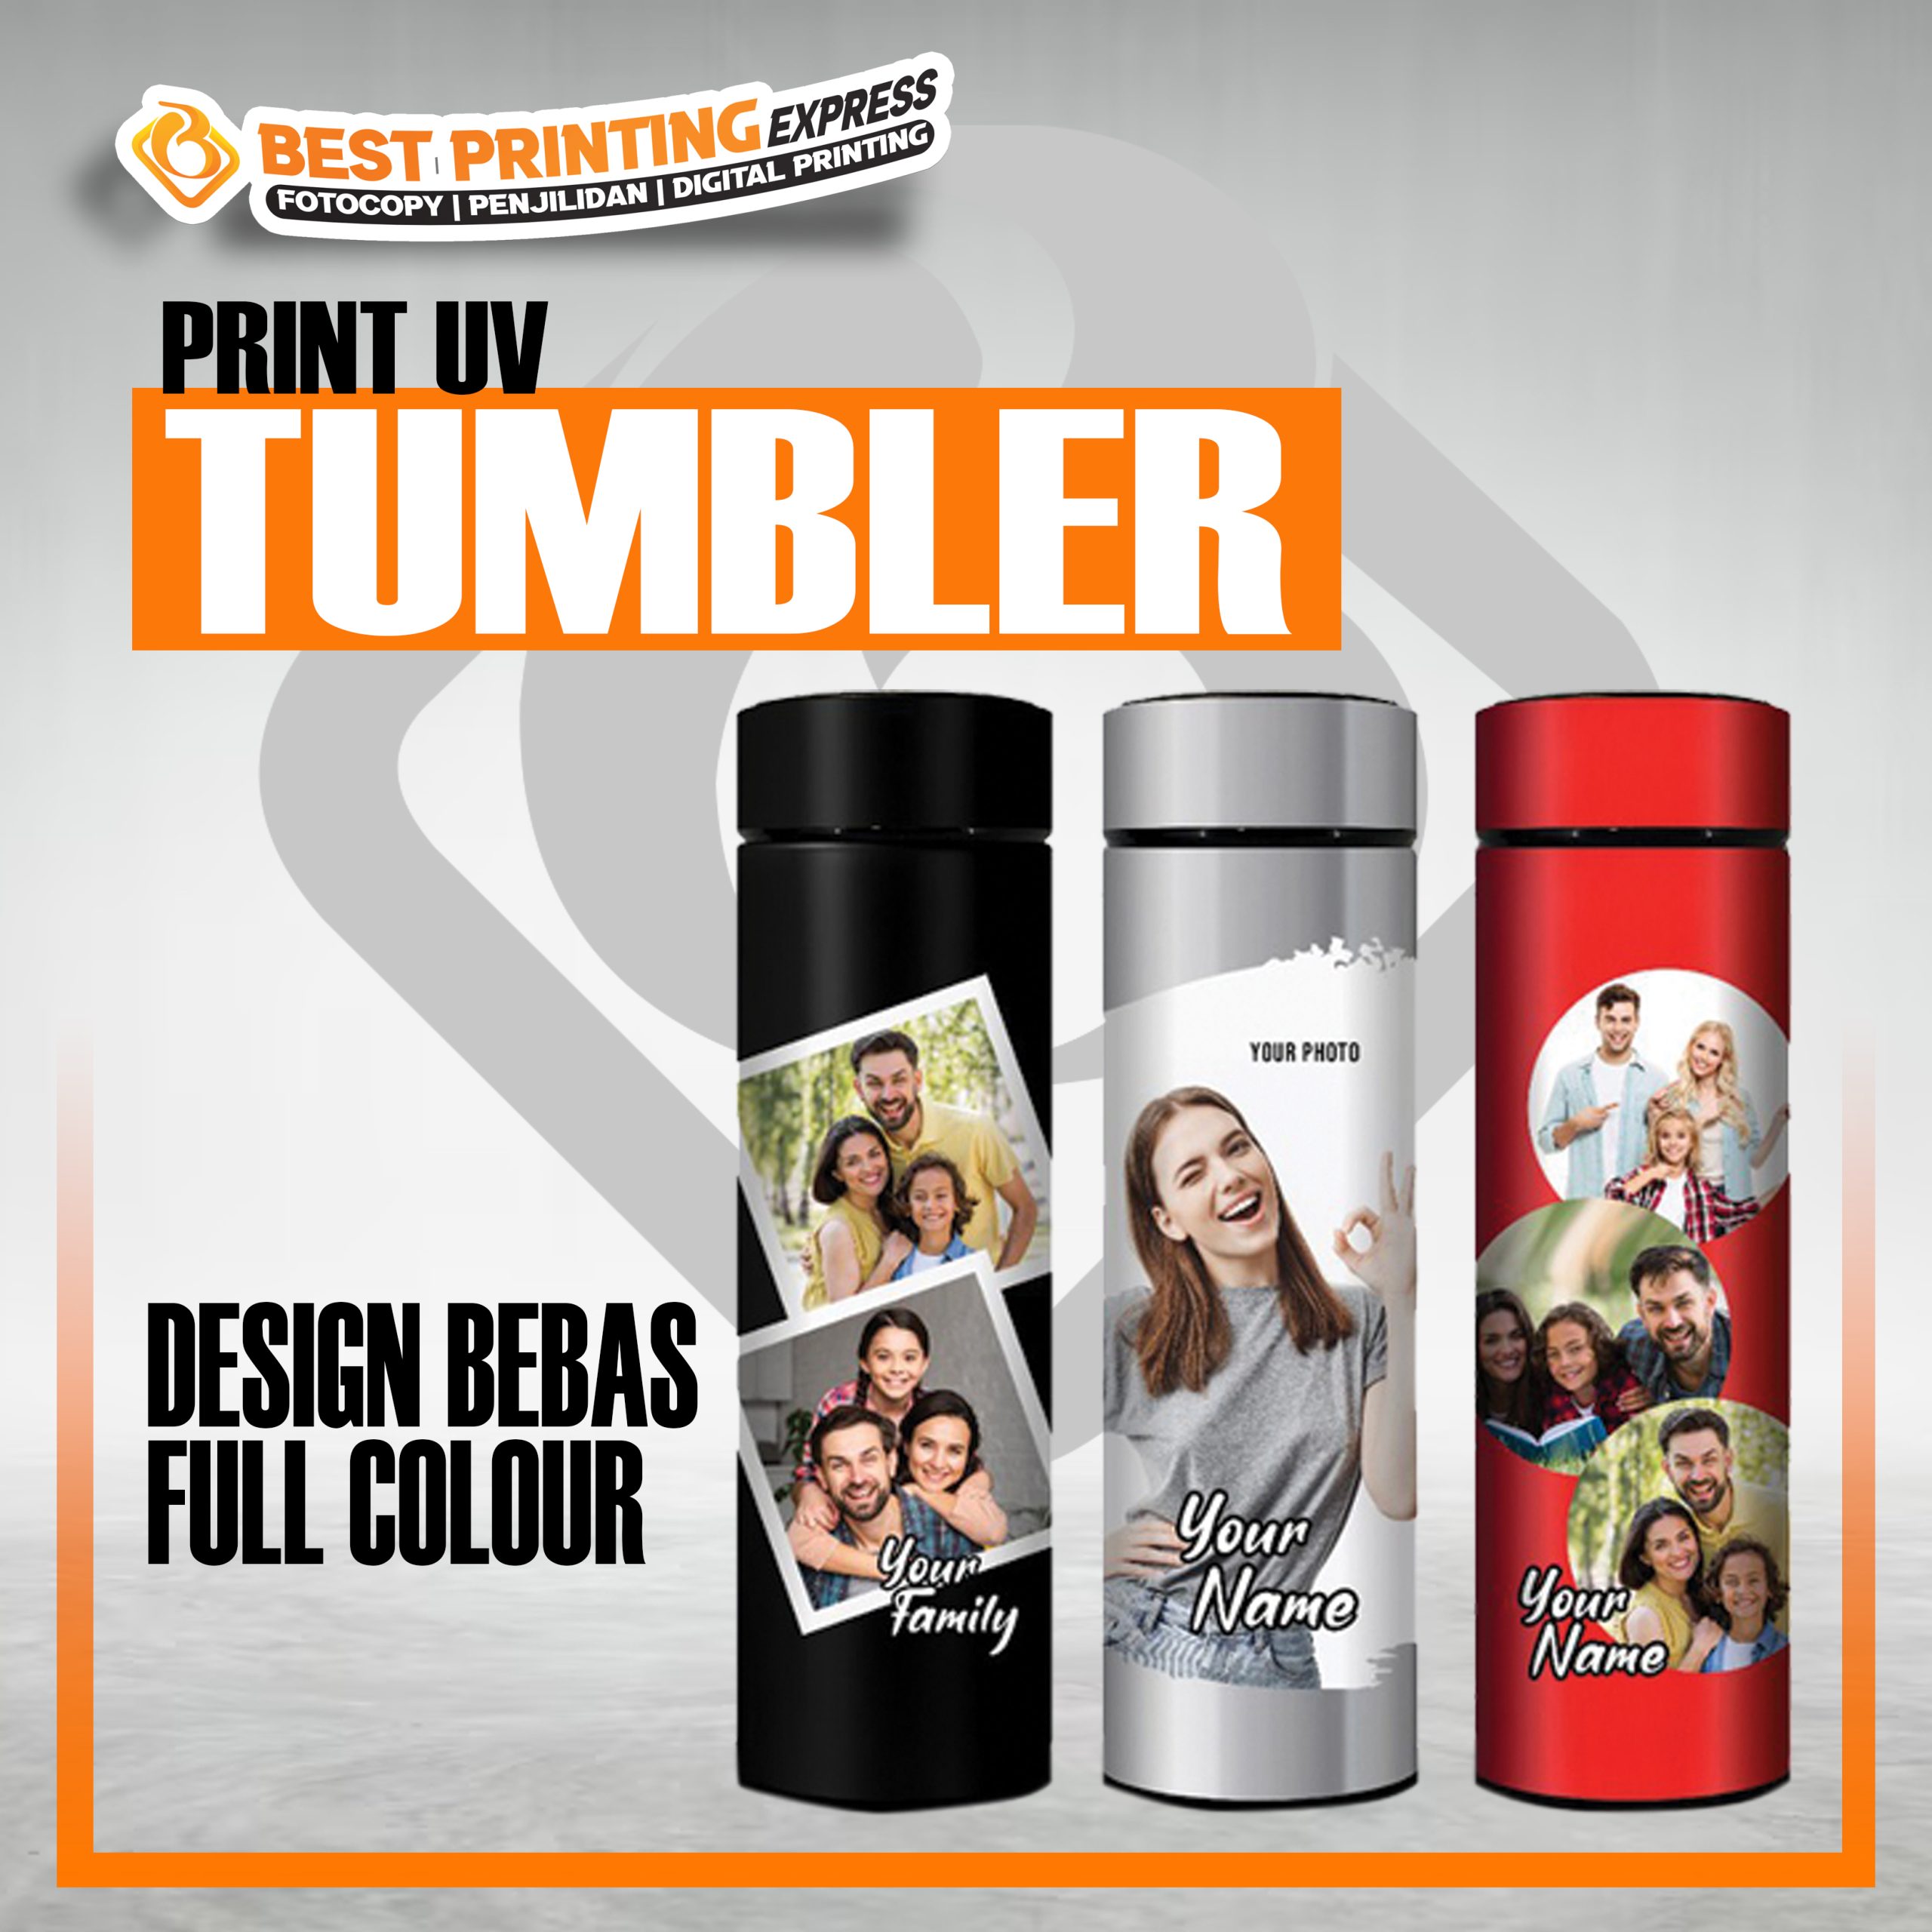 BEST PRINTING EXPRESS
FOTOCOPY | PENJILIDAN | DIGITAL PRINTING
PRINT UV
TUMBLER
DESIGN BEBAS
FULL COLOUR
Your
Family
YOUR PHOTO
Your
Name
Your
Name